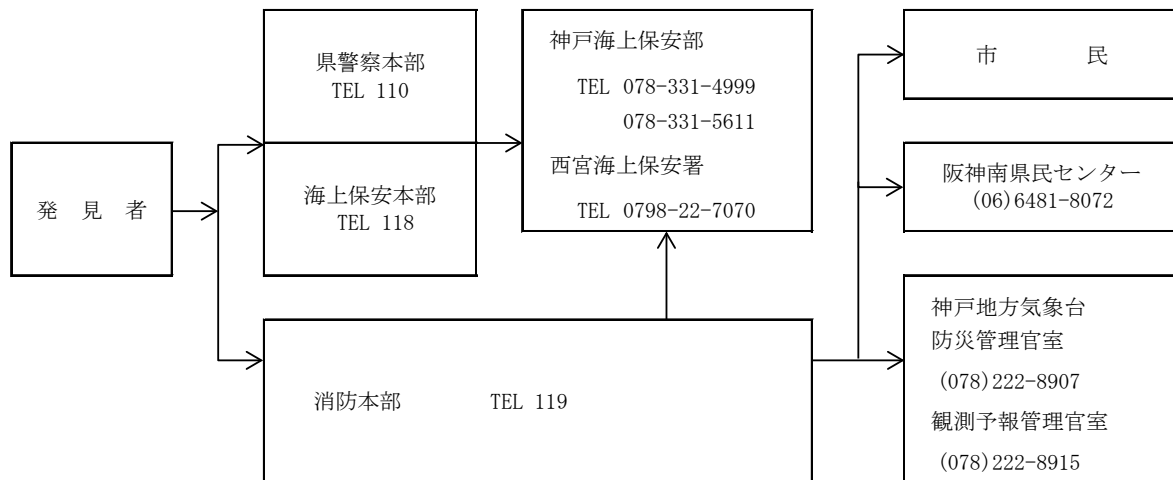 発 見 者
県警察本部
TEL 110
海上保安本部
TEL 118
神戸海上保安部
TEL 078-331-4999
078-331-5611
西宮海上保安署
TEL 0798-22-7070
消防本部 TEL 119
市 民
阪神南県民センター
(06)6481-8072
神戸地方気象台
防災管理官室
(078)222-8907
観測予報管理官室
(078)222-8915